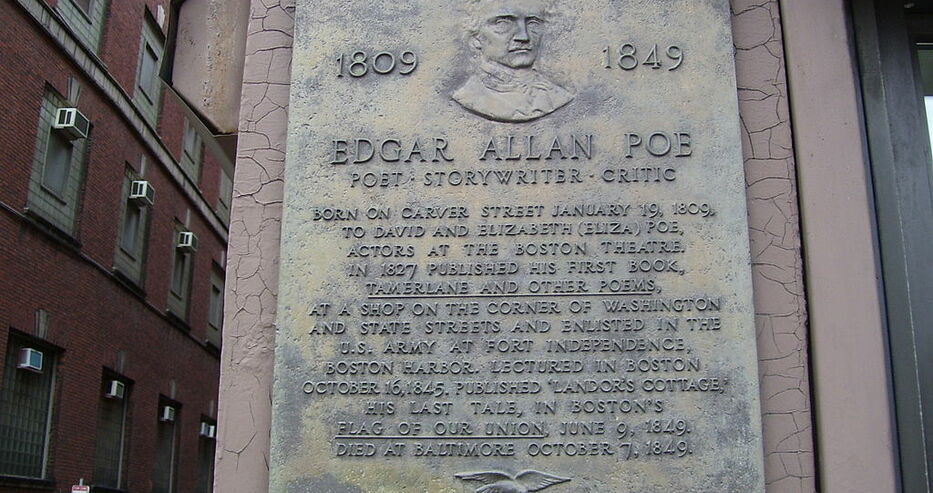 1809 1849
EDGAR ALLAN POE
POET · STORYWRITER · CRITIC
BORN ON CARVER STREET JANUARY 19, 1809,
TO DAVID AND ELIZABETH (ELIZA) POE,
ACTORS AT THE BOSTON THEATRE.
IN 1827 PUBLISHED HIS FIRST BOOK,
TAMERLANE AND OTHER POEMS,
AT A SHOP ON THE CORNER OF WASHINGTON
AND STATE STREETS AND ENLISTED IN THE
U.S. ARMY AT FORT INDEPENDENCE,
BOSTON HARBOR. LECTURED IN BOSTON
OCTOBER 16, 1845. PUBLISHED "LANDOR'S COTTAGE,"
HIS LAST TALE, IN BOSTON'S
FLAG OF OUR UNION, JUNE 9, 1849.
DIED AT BALTIMORE OCTOBER 7, 1849.